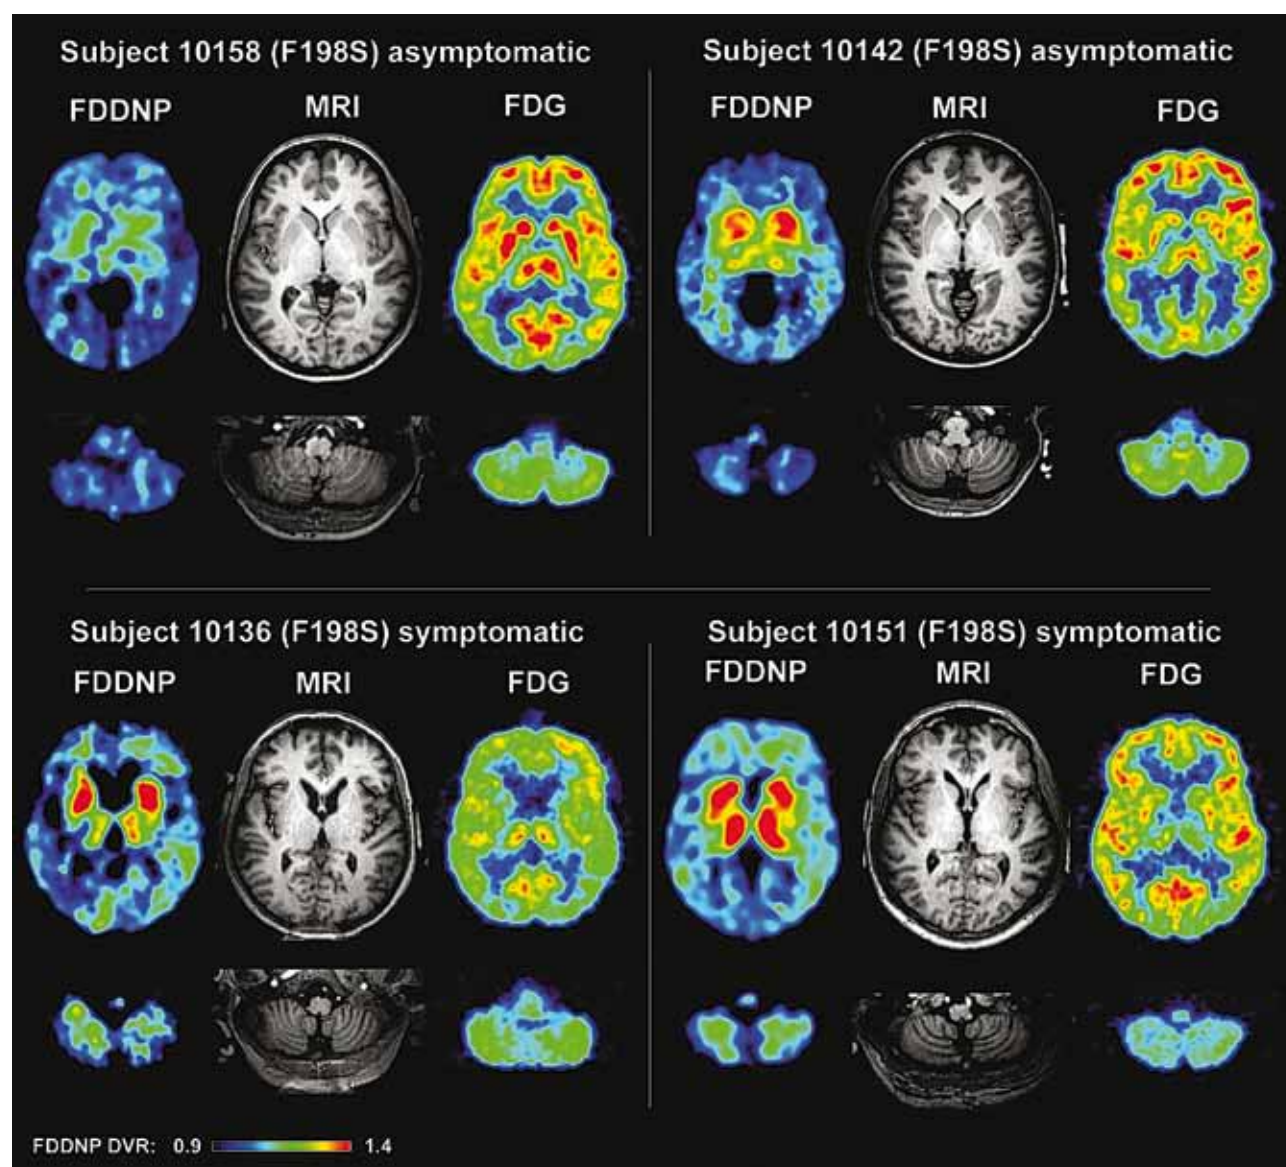 Subject 10158 (F198S) asymptomatic
FDDNP MRI FDG
Subject 10142 (F198S) asymptomatic
FDDNP MRI FDG
Subject 10136 (F198S) symptomatic
FDDNP MRI FDG
Subject 10151 (F198S) symptomatic
FDDNP MRI FDG
FDDNP DVR: 0.9 1.4